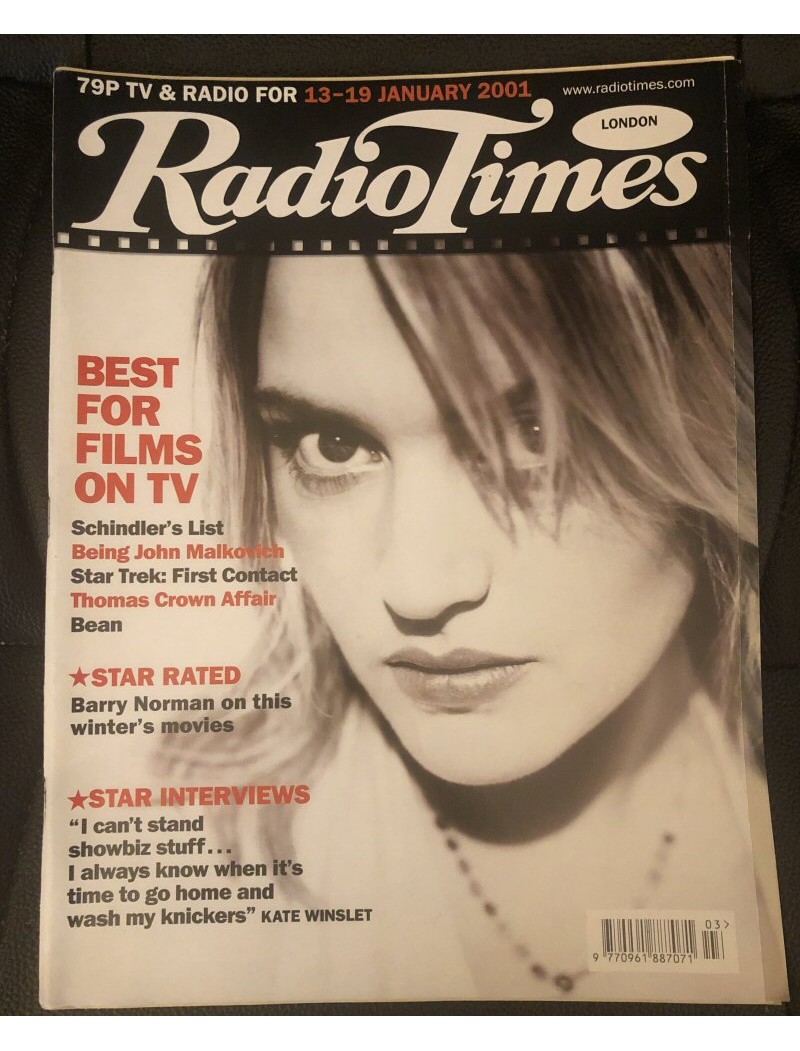 79P TV & RADIO FOR 13-19 JANUARY 2001
www.radiotimes.com
LONDON
RadioTimes
BEST
FOR
FILMS
ON TV
Schindler's List
Being John Malkovich
Star Trek: First Contact
Thomas Crown Affair
Bean
★STAR RATED
Barry Norman on this
winter's movies
★STAR INTERVIEWS
"I can't stand
showbiz stuff...
I always know when it's
time to go home and
wash my knickers" KATE WINSLET
03>
9 770961 887071